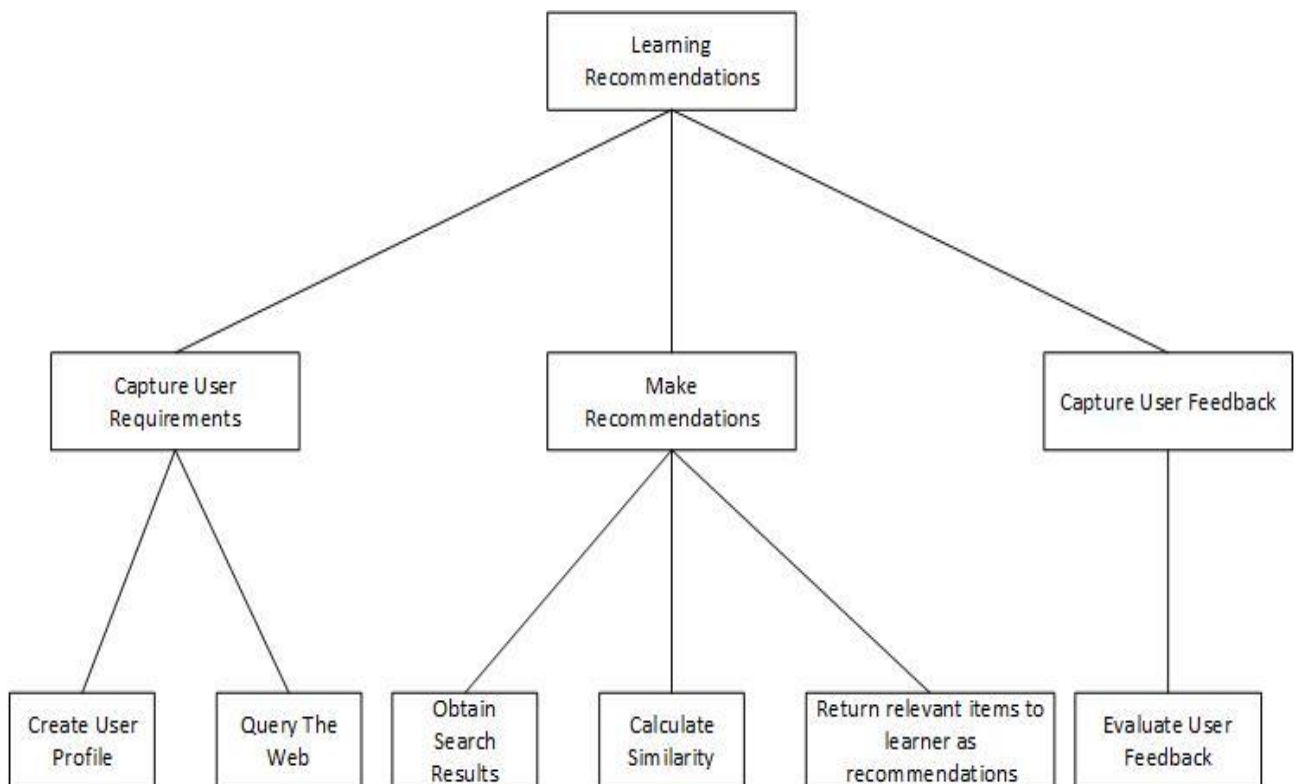 Learning
Recommendations
Capture User
Requirements
Make
Recommendations
Capture User Feedback
Create User
Profile
Query The
Web
Obtain
Search
Results
Calculate
Similarity
Return relevant items to
learner as
recommendations
Evaluate User
Feedback